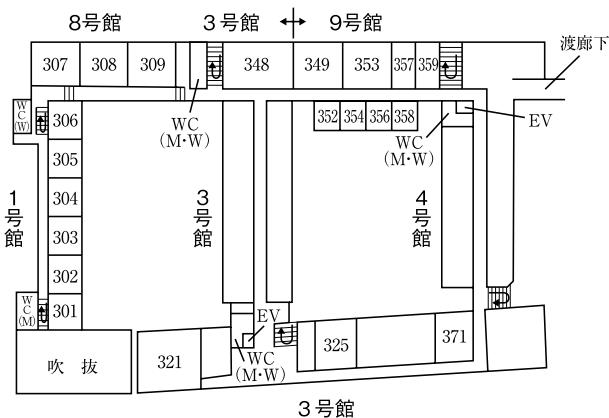 8号館
3号館
9号館
渡廊下
307
308
309
348
349
353
357
359
WC
(W)
306
WC
(M・W)
352
354
356
358
WC
(M・W)
EV
305
304
303
302
301
1号館
3号館
4号館
WC
(M)
吹 抜
321
EV
WC
(M・W)
325
371
3号館